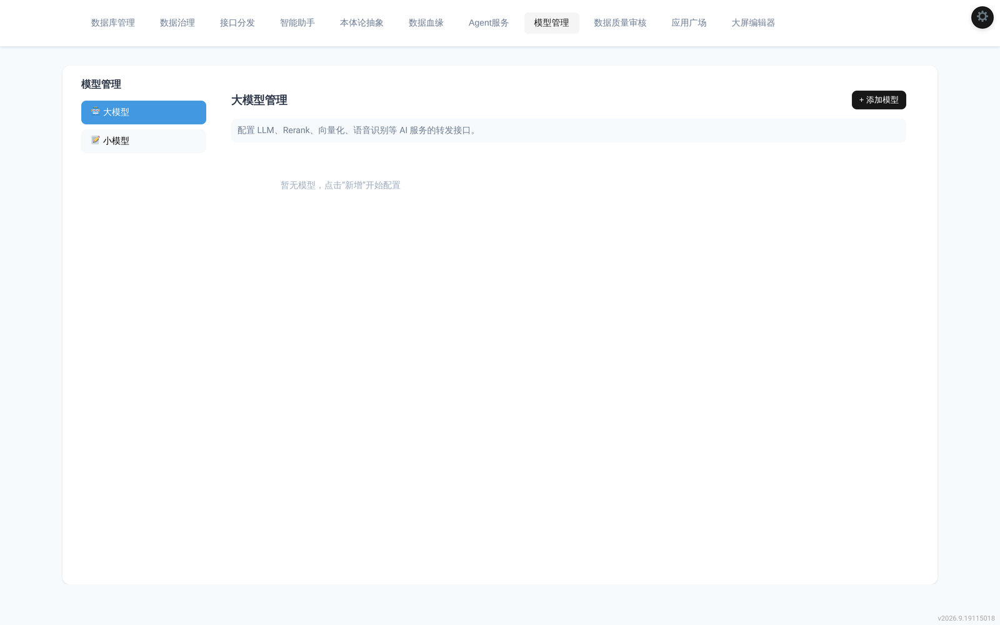 数据库管理 数据治理 接口分发 智能助手 本体论抽象 数据血缘 Agent服务 模型管理 数据质量审核 应用广场 大屏编辑器
模型管理
大模型
小模型
大模型管理
+ 添加模型
配置 LLM、Rerank、向量化、语音识别等 AI 服务的转发接口。
暂无模型，点击"新增"开始配置
v2026.9.19115018